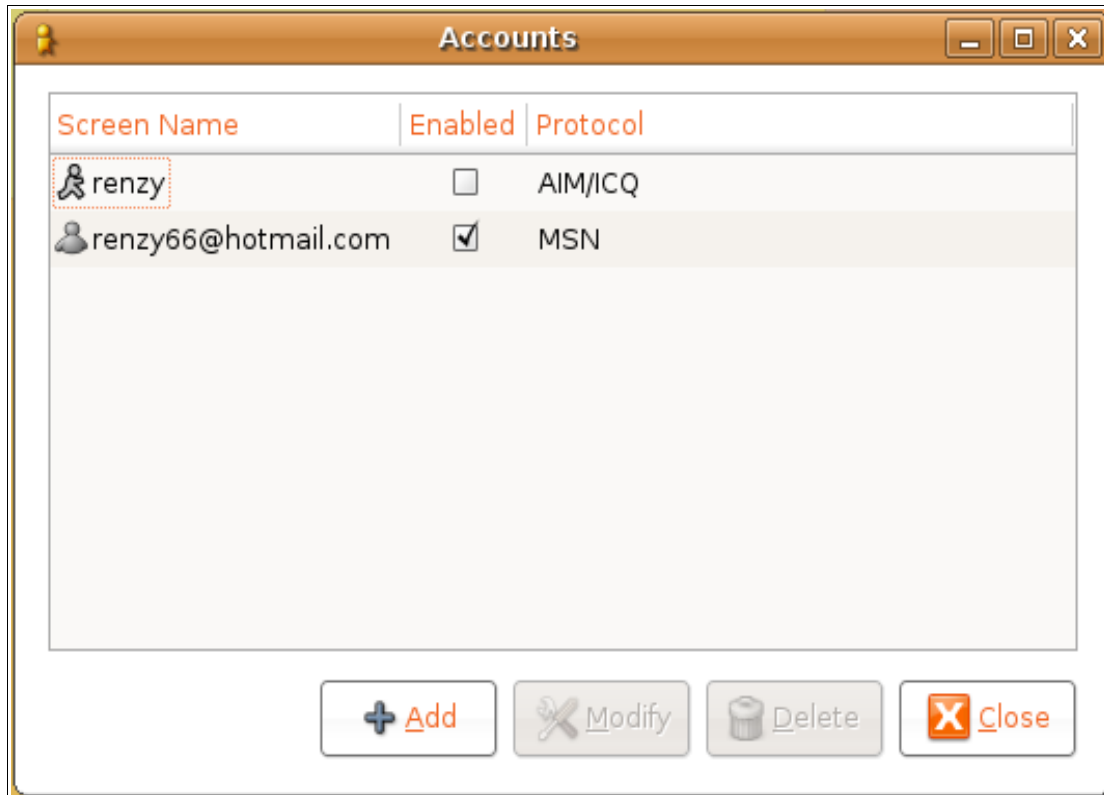 Accounts
Screen Name Enabled Protocol
renzy AIM/ICQ
renzy66@hotmail.com MSN
Add Modify Delete Close